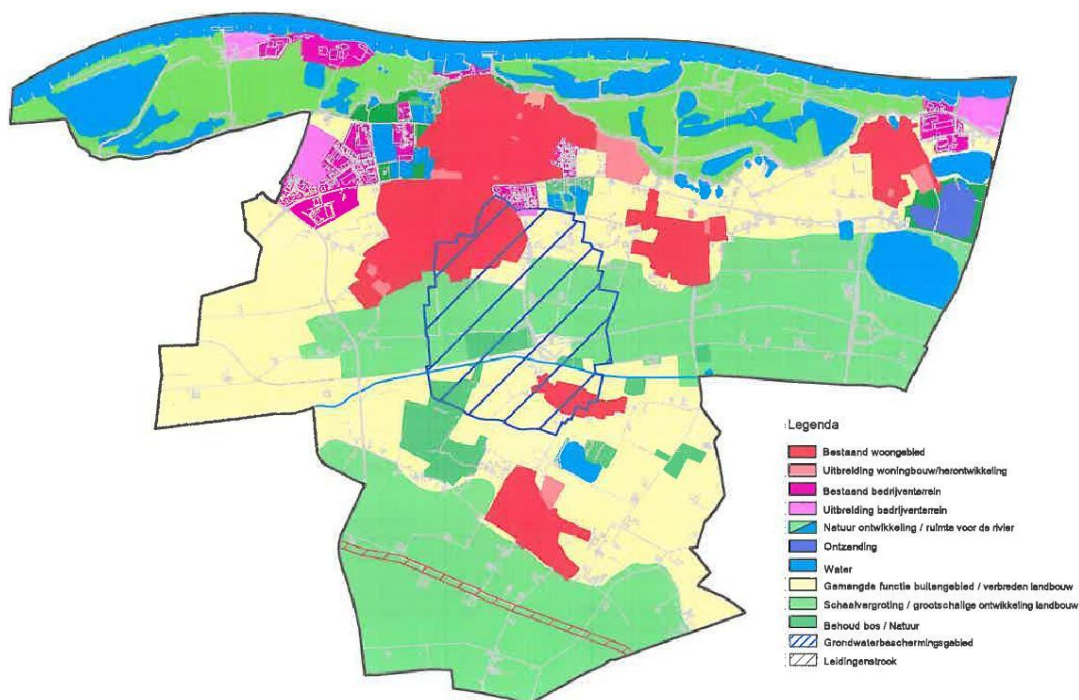 Legenda
Bestaand woongebied
Uitbreiding woningbouw/herontwikkeling
Bestaand bedrijventerrein
Uitbreiding bedrijventerrein
Natuur ontwikkeling / ruimte voor de rivier
Ontzanding
Water
Gemengde functie buitengebied / verbreden landbouw
Schaalvergroting / grootschalige ontwikkeling landbouw
Behoud bos / Natuur
Grondwaterbeschermingsgebied
Leidingenstrook